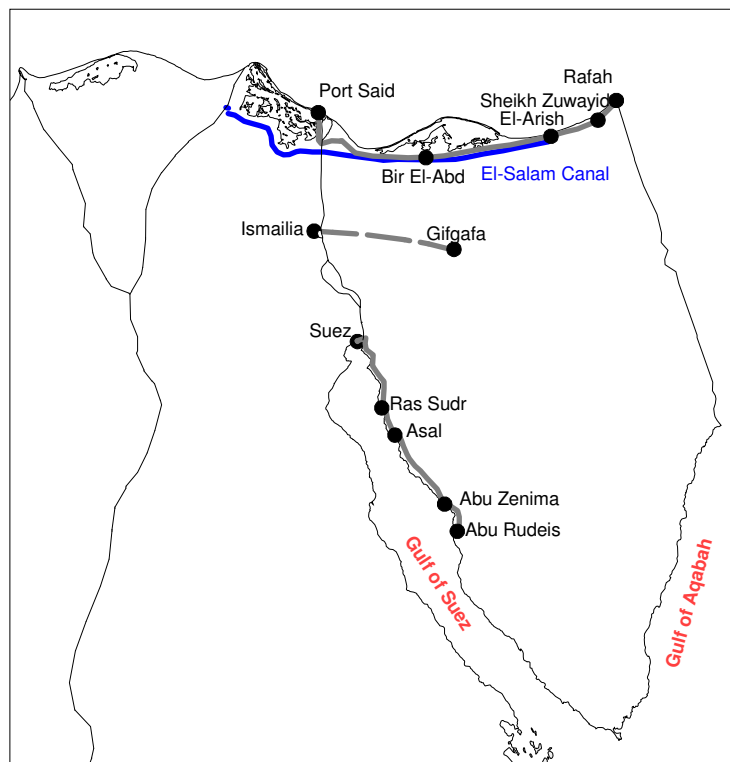 Rafah
Port Said
Sheikh Zuwayid
El-Arish
Bir El-Abd
El-Salam Canal
Ismailia
Gifgafa
Suez
Ras Sudr
Asal
Abu Zenima
Abu Rudeis
Gulf of Suez
Gulf of Aqabah